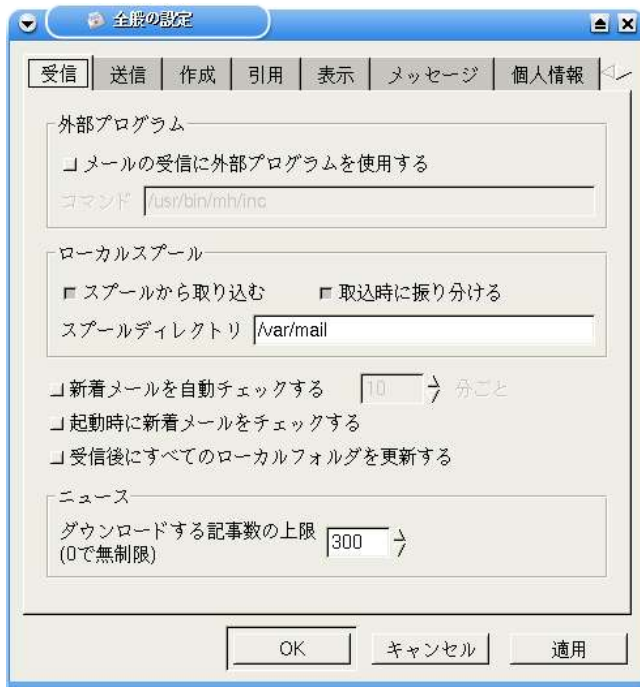 全般の設定
受信 送信 作成 引用 表示 メッセージ 個人情報
外部プログラム
メールの受信に外部プログラムを使用する
コマンド /usr/bin/mh/inc
ローカルスプール
スプールから取り込む 取込時に振り分ける
スプールディレクトリ /var/mail
新着メールを自動チェックする 10 分ごと
起動時に新着メールをチェックする
受信後にすべてのローカルフォルダを更新する
ニュース
ダウンロードする記事数の上限 300
(0で無制限)
OK キャンセル 適用